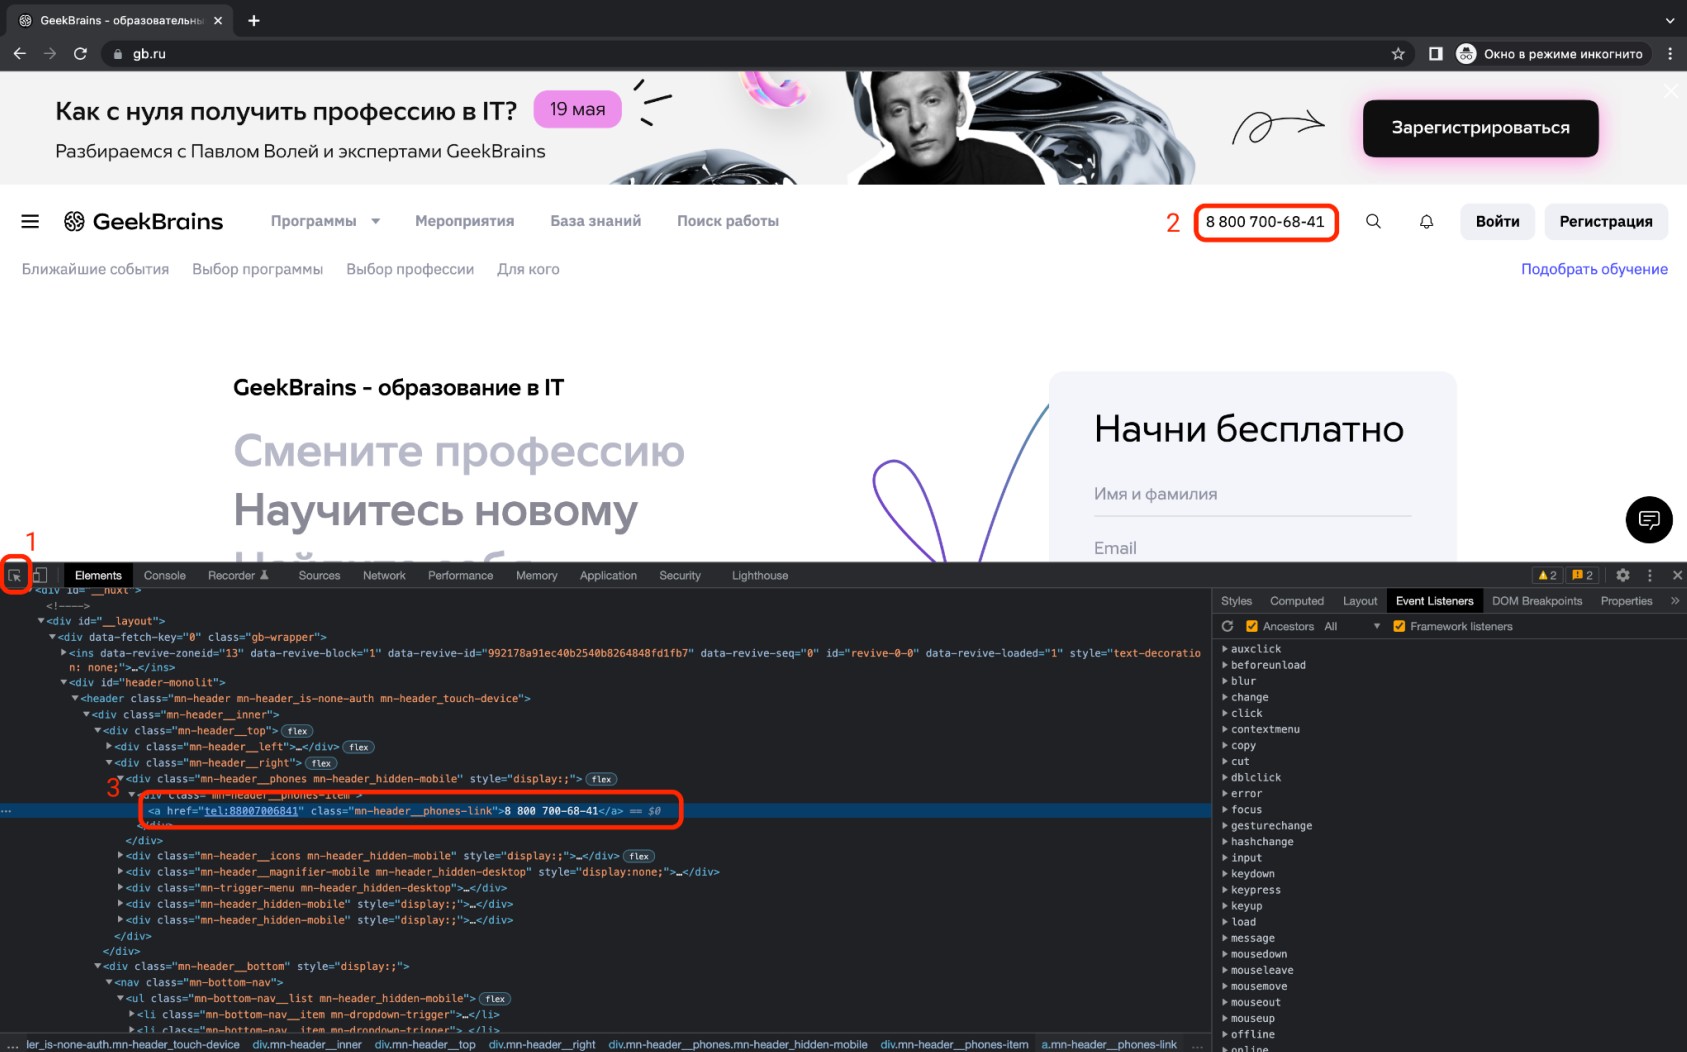 GeekBrains - образовательны
gb.ru
Окно в режиме инкогнито
Как с нуля получить профессию в IT?
19 мая
Разбираемся с Павлом Волей и экспертами GeekBrains
Зарегистрироваться
GeekBrains
Программы
Мероприятия
База знаний
Поиск работы
2
8 800 700-68-41
Войти
Регистрация
Ближайшие события
Выбор программы
Выбор профессии
Для кого
Подобрать обучение
GeekBrains - образование в IT
Смените профессию
Научитесь новому
Начни бесплатно
Имя и фамилия
Email
1
Elements Console Recorder Sources Network Performance Memory Application Security Lighthouse
2 2
<div id="__nuxt">
<!---->
<div id="__layout">
<div data-fetch-key="0" class="gb-wrapper">
<ins data-revive-zoneid="13" data-revive-block="1" data-revive-id="992178a91ec40b2540b8264848fd1fb7" data-revive-seq="0" id="revive-0-0" data-revive-loaded="1" style="text-decoratio
n: none;">…</ins>
<div id="header-monolit">
<header class="mn-header mn-header_is-none-auth mn-header_touch-device">
<div class="mn-header__inner">
<div class="mn-header__top"> flex
<div class="mn-header__left">…</div> flex
<div class="mn-header__right"> flex
<div class="mn-header__phones mn-header_hidden-mobile" style="display:;"> flex
3
<div class="mn-header__phones-item">
… <a href="tel:88007006841" class="mn-header__phones-link">8 800 700-68-41</a> == $0
</div>
</div>
<div class="mn-header__icons mn-header_hidden-mobile" style="display:;">…</div> flex
<div class="mn-header__magnifier-mobile mn-header_hidden-desktop" style="display:none;">…</div>
<div class="mn-trigger-menu mn-header_hidden-desktop">…</div>
<div class="mn-header_hidden-mobile" style="display:;">…</div>
<div class="mn-header_hidden-mobile" style="display:;">…</div>
</div>
</div>
<div class="mn-header__bottom" style="display:;">
<nav class="mn-bottom-nav">
<ul class="mn-bottom-nav__list mn-header_hidden-mobile"> flex
<li class="mn-bottom-nav__item mn-dropdown-trigger">…</li>
<li class="mn-bottom-nav__item mn-dropdown-trigger">…</li>
… ler_is-none-auth.mn-header_touch-device div.mn-header__inner div.mn-header__top div.mn-header__right div.mn-header__phones.mn-header_hidden-mobile div.mn-header__phones-item a.mn-header__phones-link …
Styles Computed Layout Event Listeners DOM Breakpoints Properties »
Ancestors All Framework listeners
auxclick
beforeunload
blur
change
click
contextmenu
copy
cut
dblclick
error
focus
gesturechange
hashchange
input
keydown
keypress
keyup
load
message
mousedown
mouseleave
mousemove
mouseout
mouseup
offline
online